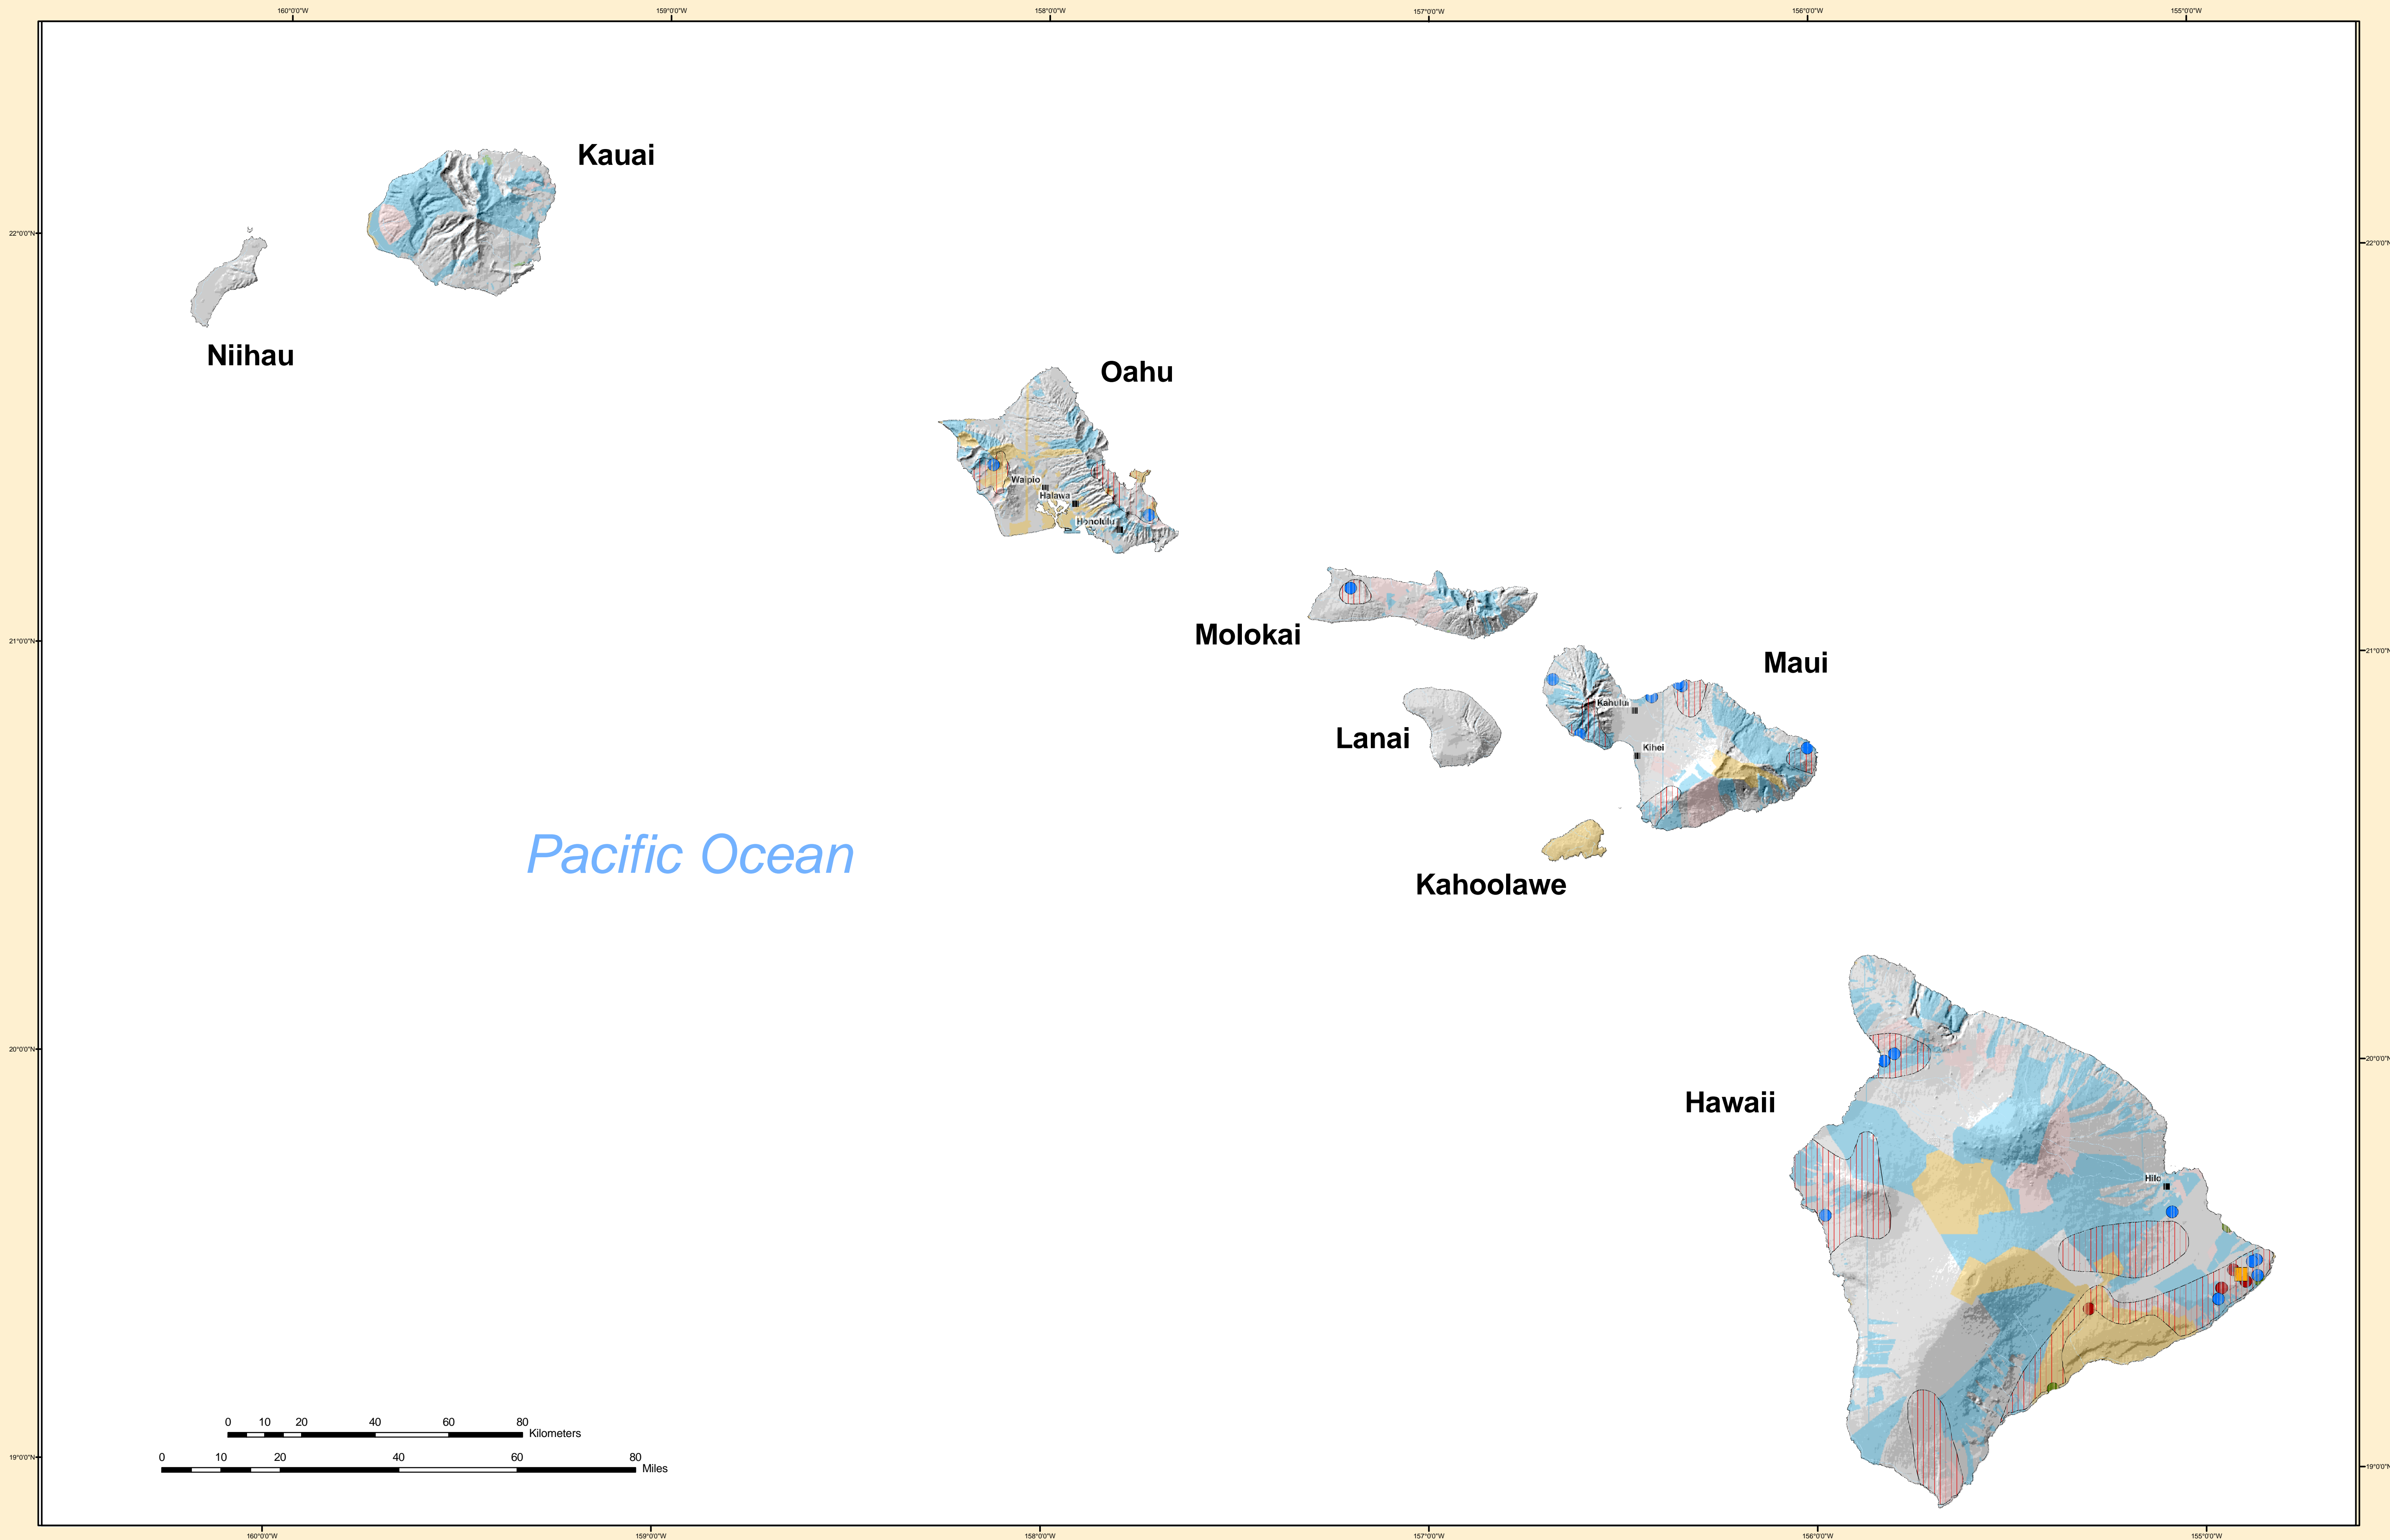 160°0'0"W 159°0'0"W 158°0'0"W 157°0'0"W 156°0'0"W 155°0'0"W
Kauai
22°0'0"N 22°0'0"N
Niihau
Oahu
Waipio
Halawa
Honolulu
Molokai
21°0'0"N 21°0'0"N
Maui
Kahului
Lanai
Kihei
Pacific Ocean
Kahoolawe
20°0'0"N 20°0'0"N
Hawaii
Hilo
0 10 20 40 60 80
Kilometers
0 10 20 40 60 80
Miles
19°0'0"N 19°0'0"N
160°0'0"W 159°0'0"W 158°0'0"W 157°0'0"W 156°0'0"W 155°0'0"W